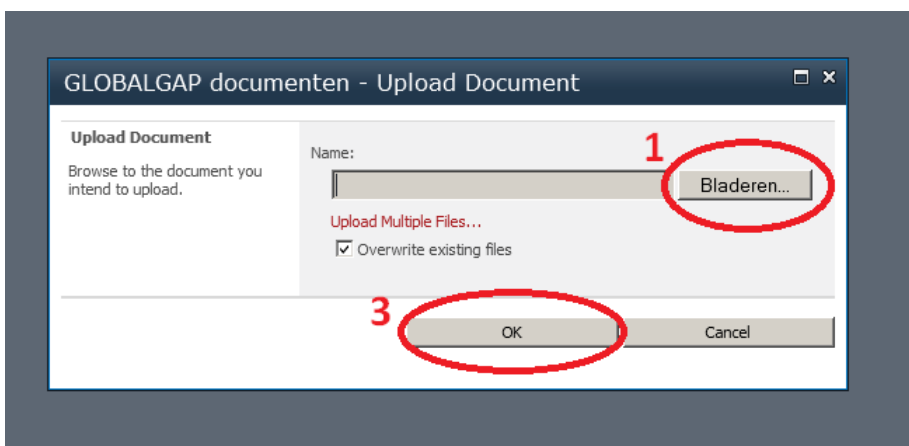 GLOBALGAP documenten - Upload Document
Upload Document
Browse to the document you
intend to upload.
Name:
1
Bladeren...
Upload Multiple Files...
Overwrite existing files
3
OK
Cancel